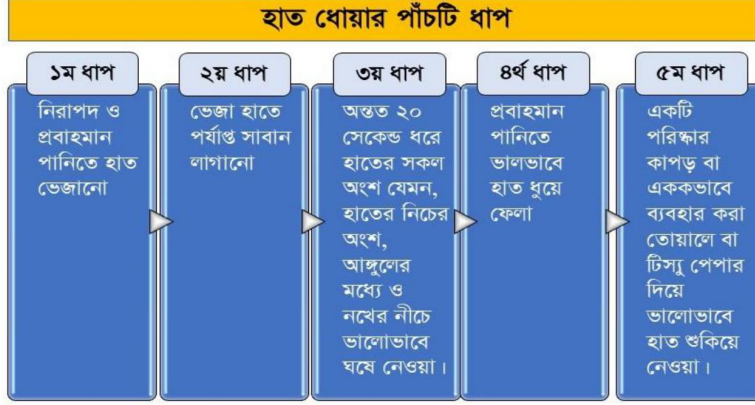 হাত ধোয়ার পাঁচটি ধাপ
১ম ধাপ
নিরাপদ ও
প্রবাহমান
পানিতে হাত
ভেজানো
২য় ধাপ
ভেজা হাতে
পর্যাপ্ত সাবান
লাগানো
৩য় ধাপ
অন্তত ২০
সেকেন্ড ধরে
হাতের সকল
অংশ যেমন,
হাতের নিচের
অংশ,
আঙ্গুলের
মধ্যে ও
নখের নীচে
ভালোভাবে
ঘষে নেওয়া।
৪র্থ ধাপ
প্রবাহমান
পানিতে
ভালভাবে
হাত ধুয়ে
ফেলা
৫ম ধাপ
একটি
পরিষ্কার
কাপড় বা
এককভাবে
ব্যবহার করা
তোয়ালে বা
টিস্যু পেপার
দিয়ে
ভালোভাবে
হাত শুকিয়ে
নেওয়া।